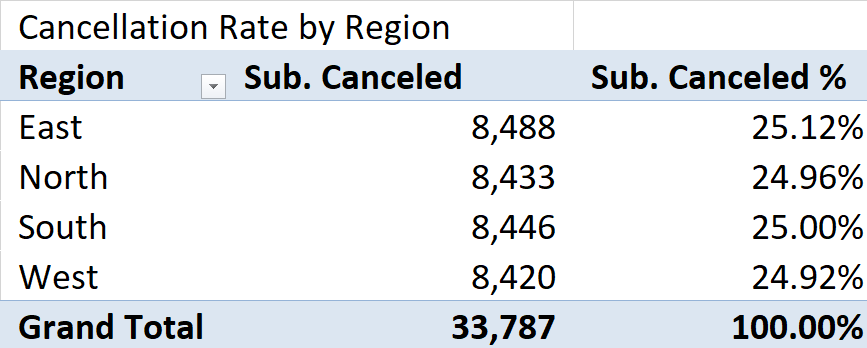 Cancellation Rate by Region
Region Sub. Canceled Sub. Canceled %
East 8,488 25.12%
North 8,433 24.96%
South 8,446 25.00%
West 8,420 24.92%
Grand Total 33,787 100.00%